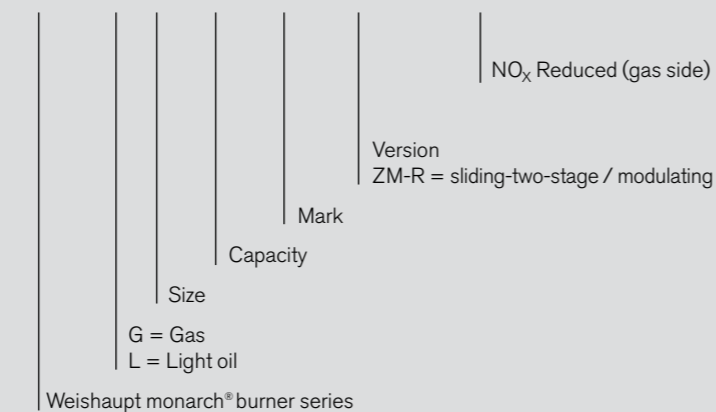 NOX Reduced (gas side)
Version
ZM-R = sliding-two-stage / modulating
Mark
Capacity
Size
G = Gas
L = Light oil
Weishaupt monarch® burner series